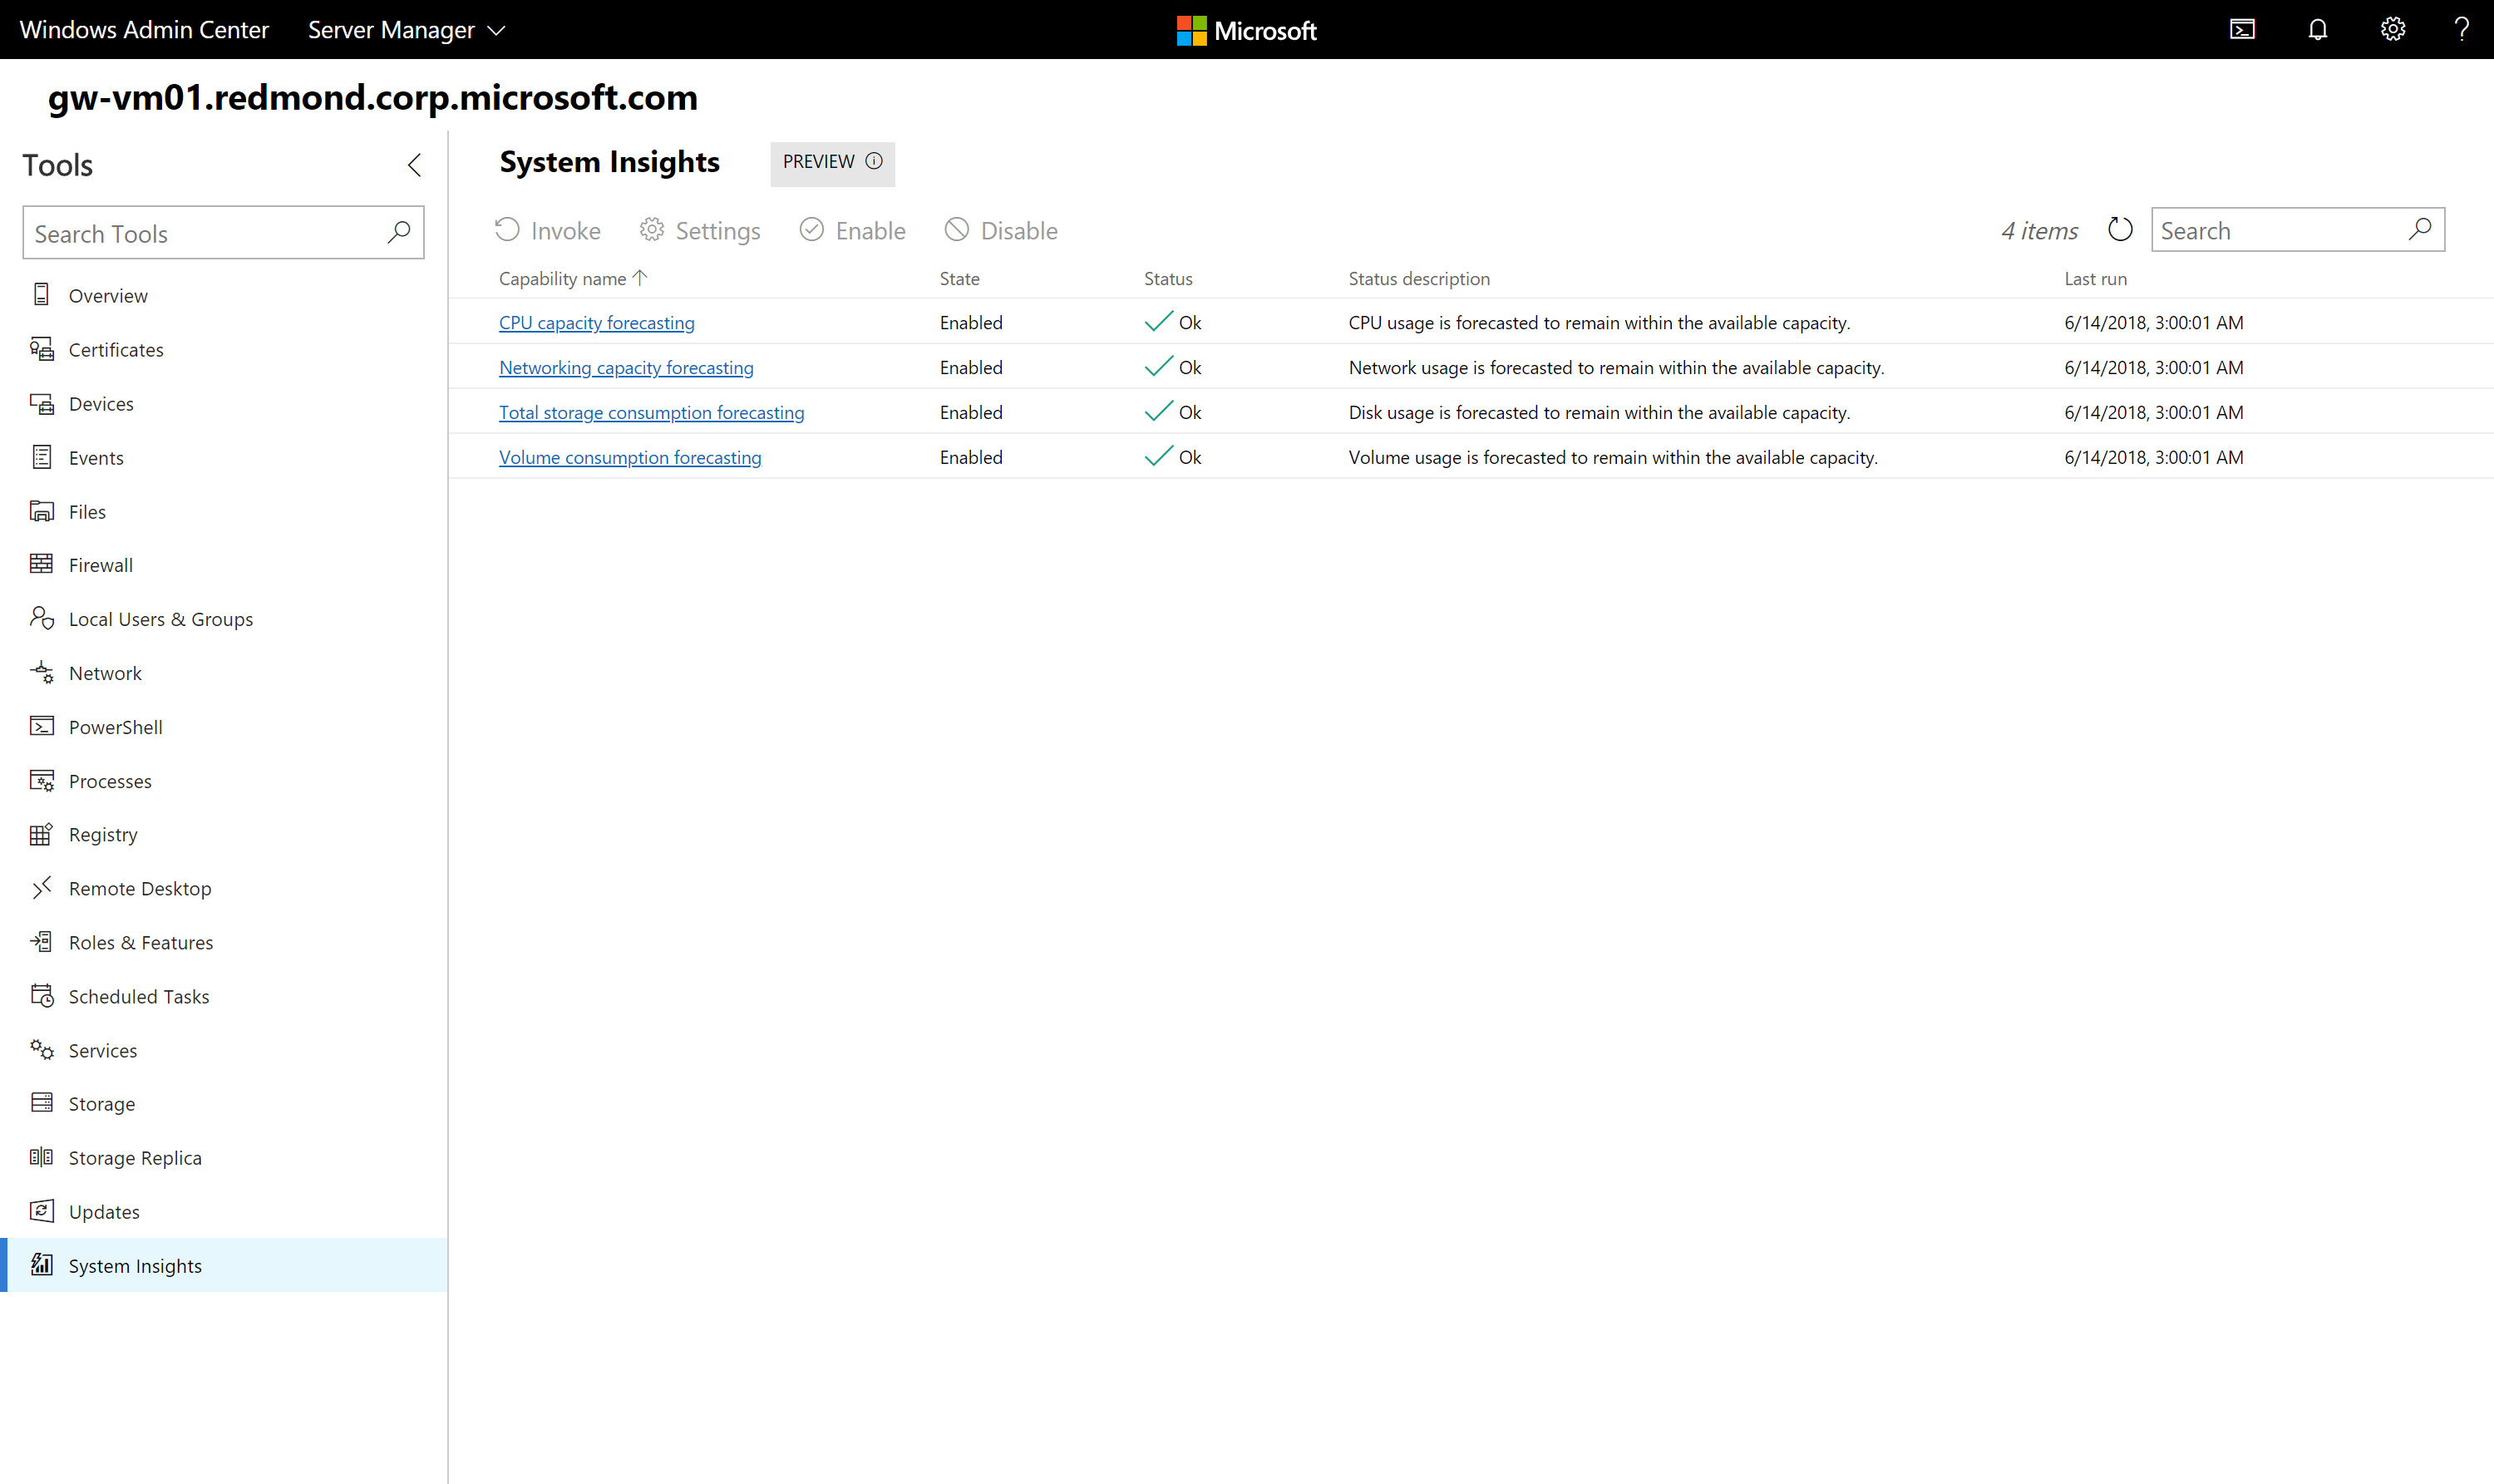 Windows Admin Center Server Manager Microsoft
gw-vm01.redmond.corp.microsoft.com
Tools
Search Tools
Overview
Certificates
Devices
Events
Files
Firewall
Local Users & Groups
Network
PowerShell
Processes
Registry
Remote Desktop
Roles & Features
Scheduled Tasks
Services
Storage
Storage Replica
Updates
System Insights
System Insights PREVIEW
Invoke Settings Enable Disable 4 items Search
Capability name State Status Status description Last run
CPU capacity forecasting Enabled Ok CPU usage is forecasted to remain within the available capacity. 6/14/2018, 3:00:01 AM
Networking capacity forecasting Enabled Ok Network usage is forecasted to remain within the available capacity. 6/14/2018, 3:00:01 AM
Total storage consumption forecasting Enabled Ok Disk usage is forecasted to remain within the available capacity. 6/14/2018, 3:00:01 AM
Volume consumption forecasting Enabled Ok Volume usage is forecasted to remain within the available capacity. 6/14/2018, 3:00:01 AM